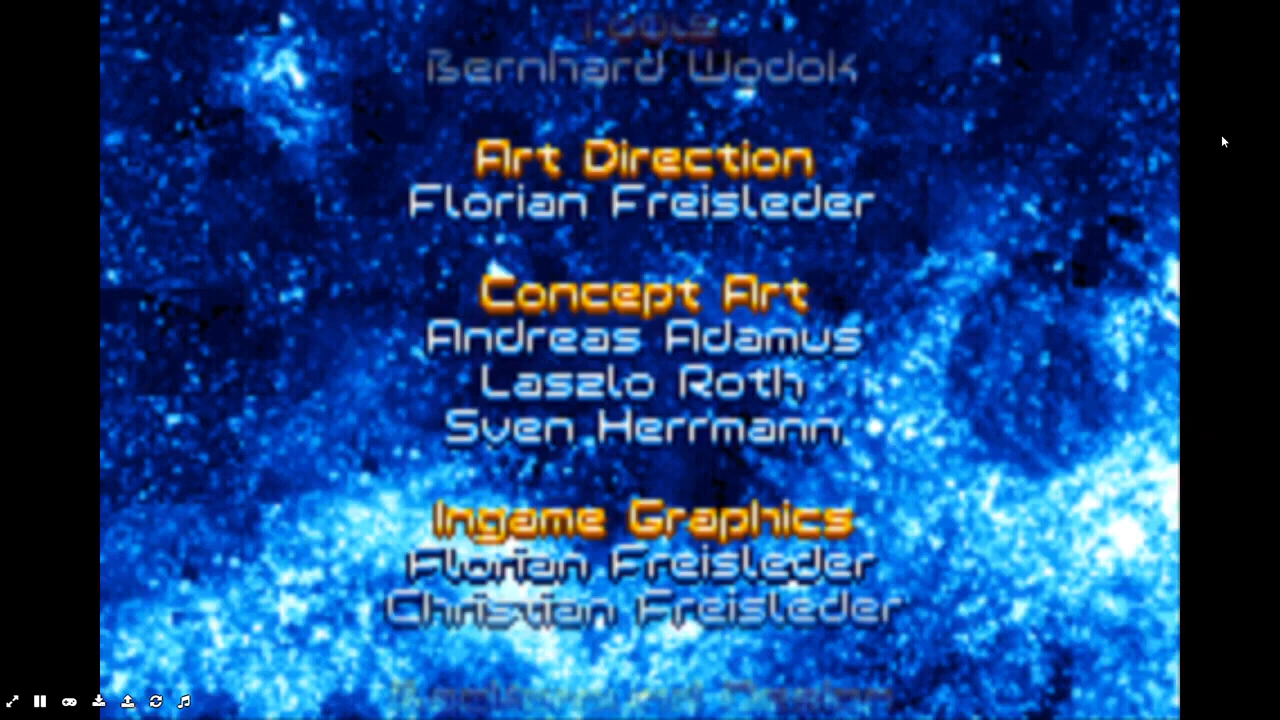 Tools
Bernhard Wodok
Art Direction
Florian Freisleder
Concept Art
Andreas Adamus
Laszlo Roth
Sven Herrmann
Ingame Graphics
Florian Freisleder
Christian Freisleder